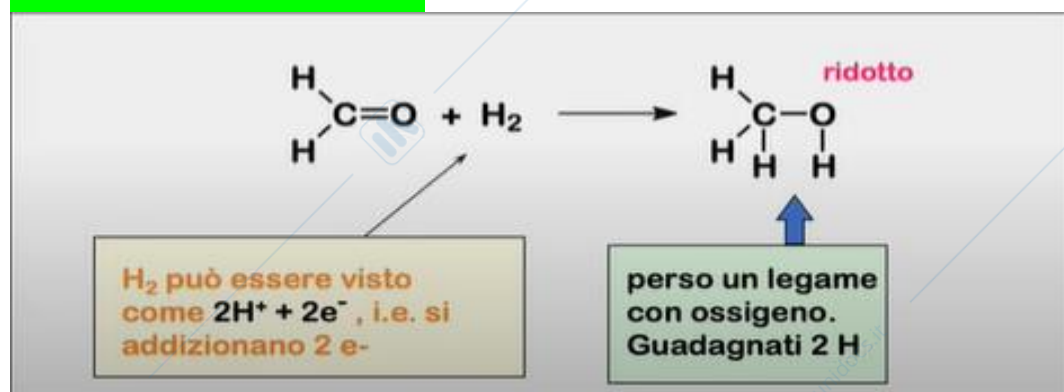 H H
C=O + H₂ → C–O ridotto
H H H H
H₂ può essere visto
come 2H⁺ + 2e⁻ , i.e. si
addizionano 2 e-
perso un legame
con ossigeno.
Guadagnati 2 H